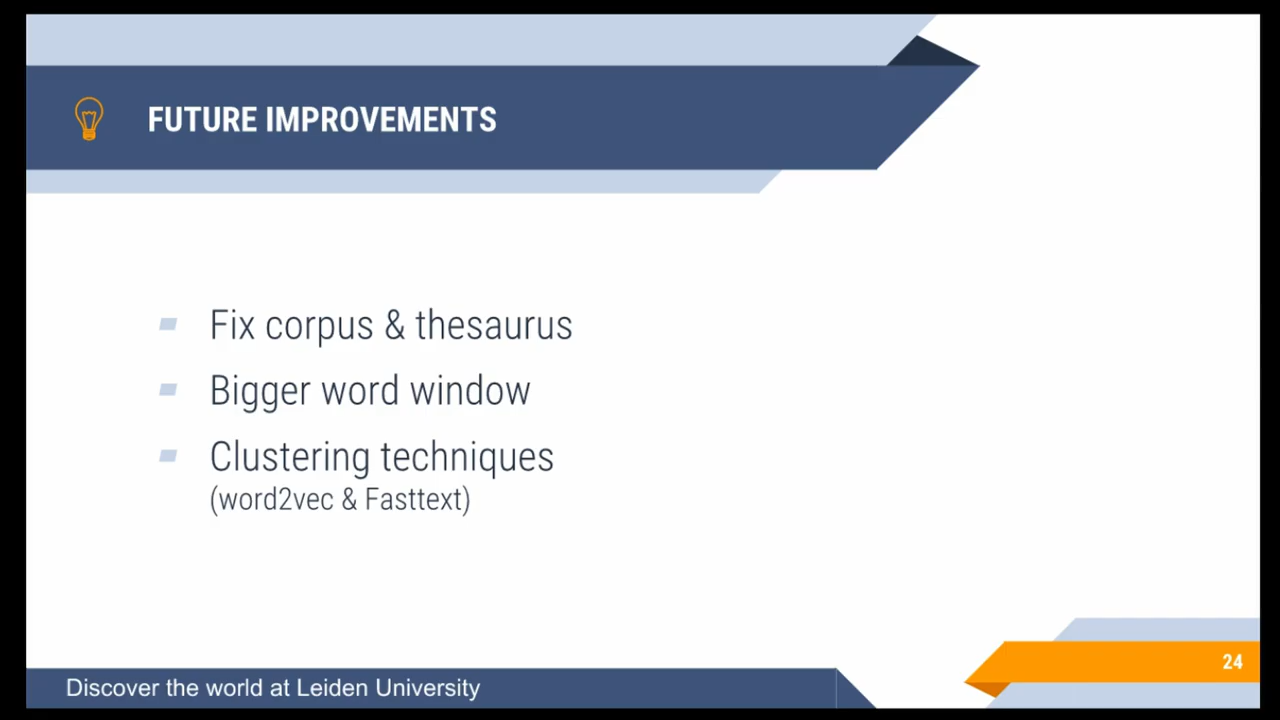 FUTURE IMPROVEMENTS
Fix corpus & thesaurus
Bigger word window
Clustering techniques
(word2vec & Fasttext)
24
Discover the world at Leiden University